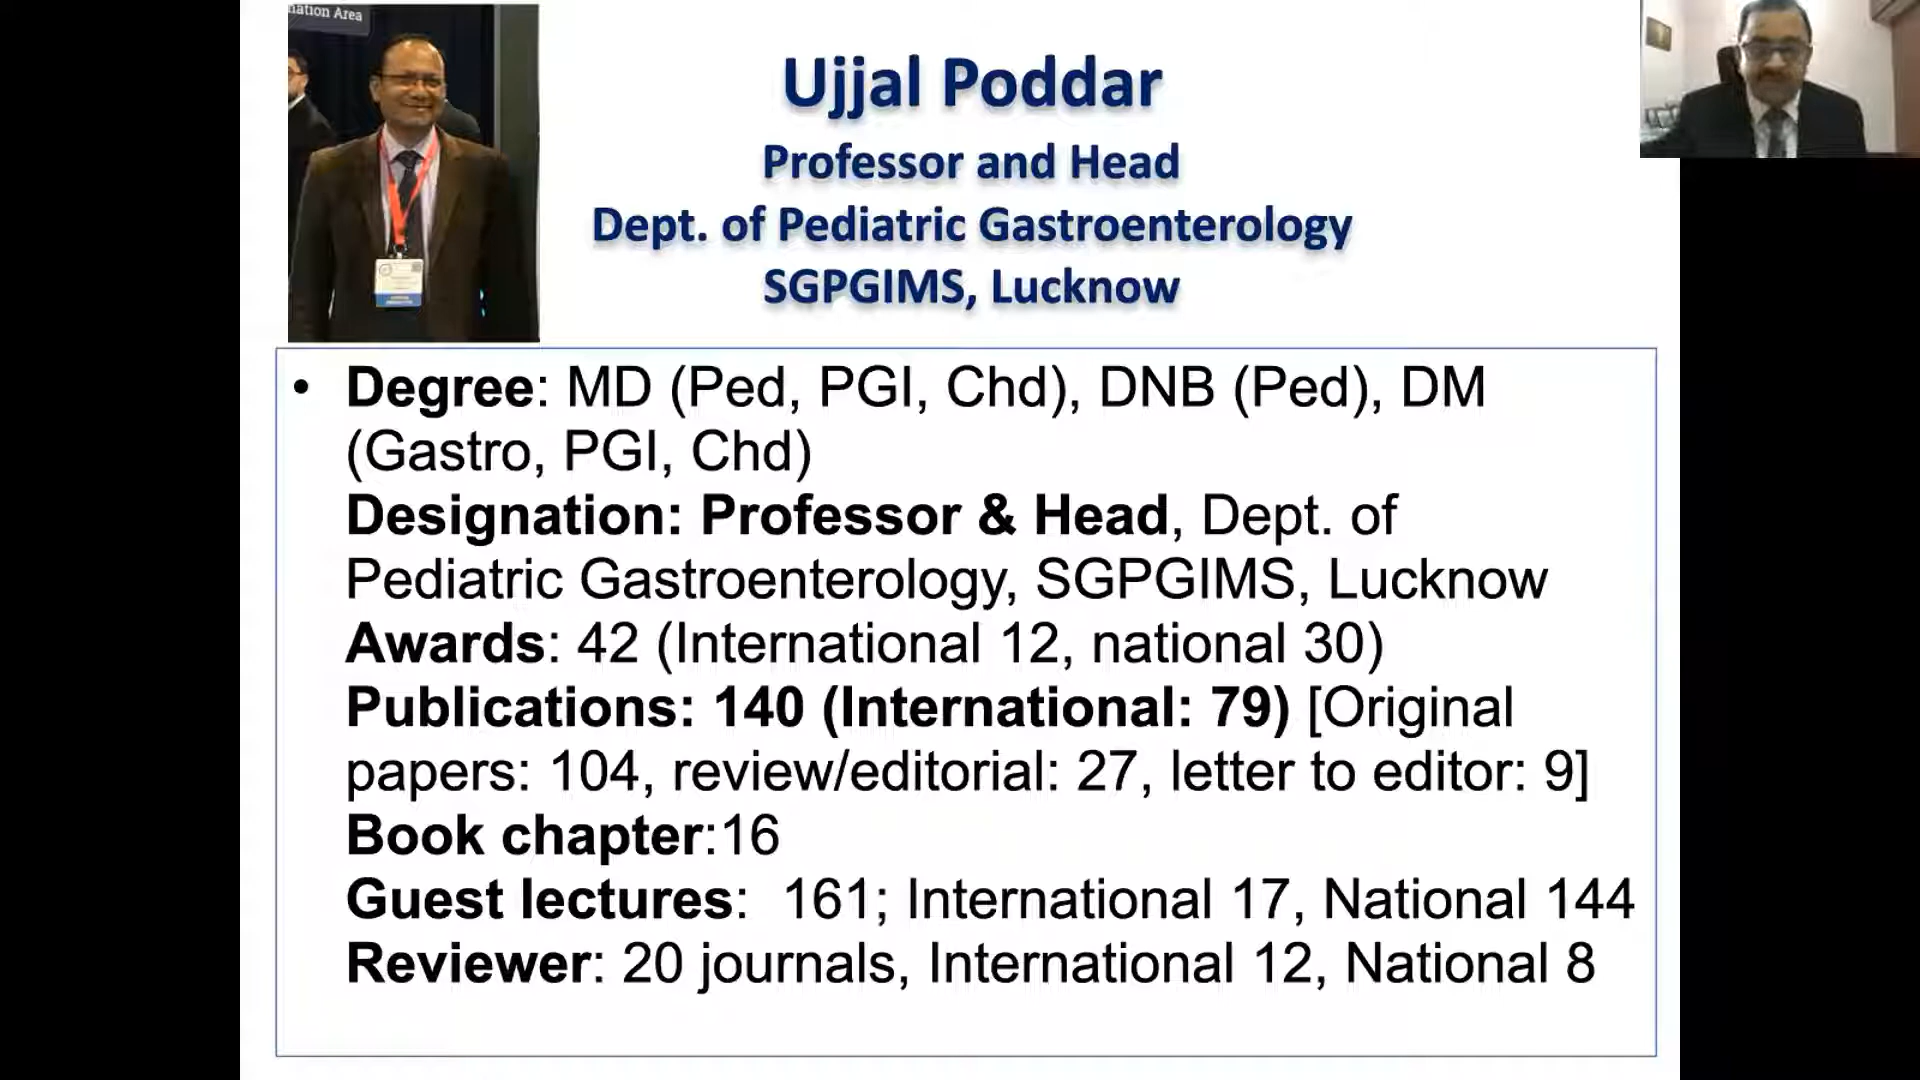 nation Area
Ujjal Poddar
Professor and Head
Dept. of Pediatric Gastroenterology
SGPGIMS, Lucknow
• Degree: MD (Ped, PGI, Chd), DNB (Ped), DM
(Gastro, PGI, Chd)
Designation: Professor & Head, Dept. of
Pediatric Gastroenterology, SGPGIMS, Lucknow
Awards: 42 (International 12, national 30)
Publications: 140 (International: 79) [Original
papers: 104, review/editorial: 27, letter to editor: 9]
Book chapter:16
Guest lectures:  161; International 17, National 144
Reviewer: 20 journals, International 12, National 8